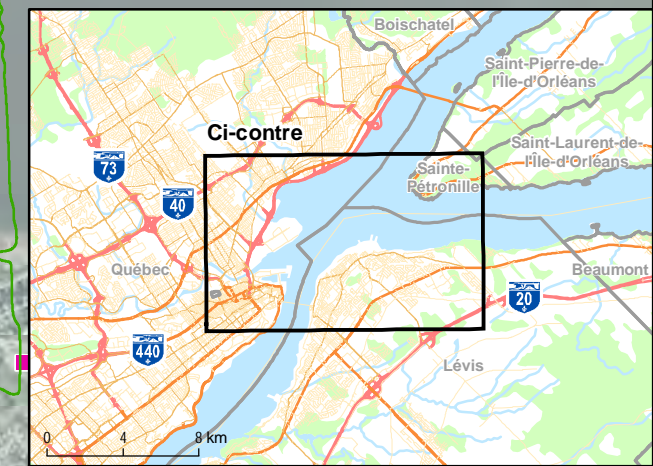 Boischatel
Saint-Pierre-de-
l'Île-d'Orléans
Ci-contre
Saint-Laurent-de-
l'Île-d'Orléans
73
Sainte-
Pétronille
40
Québec
Beaumont
20
440
Lévis
0 4 8 km